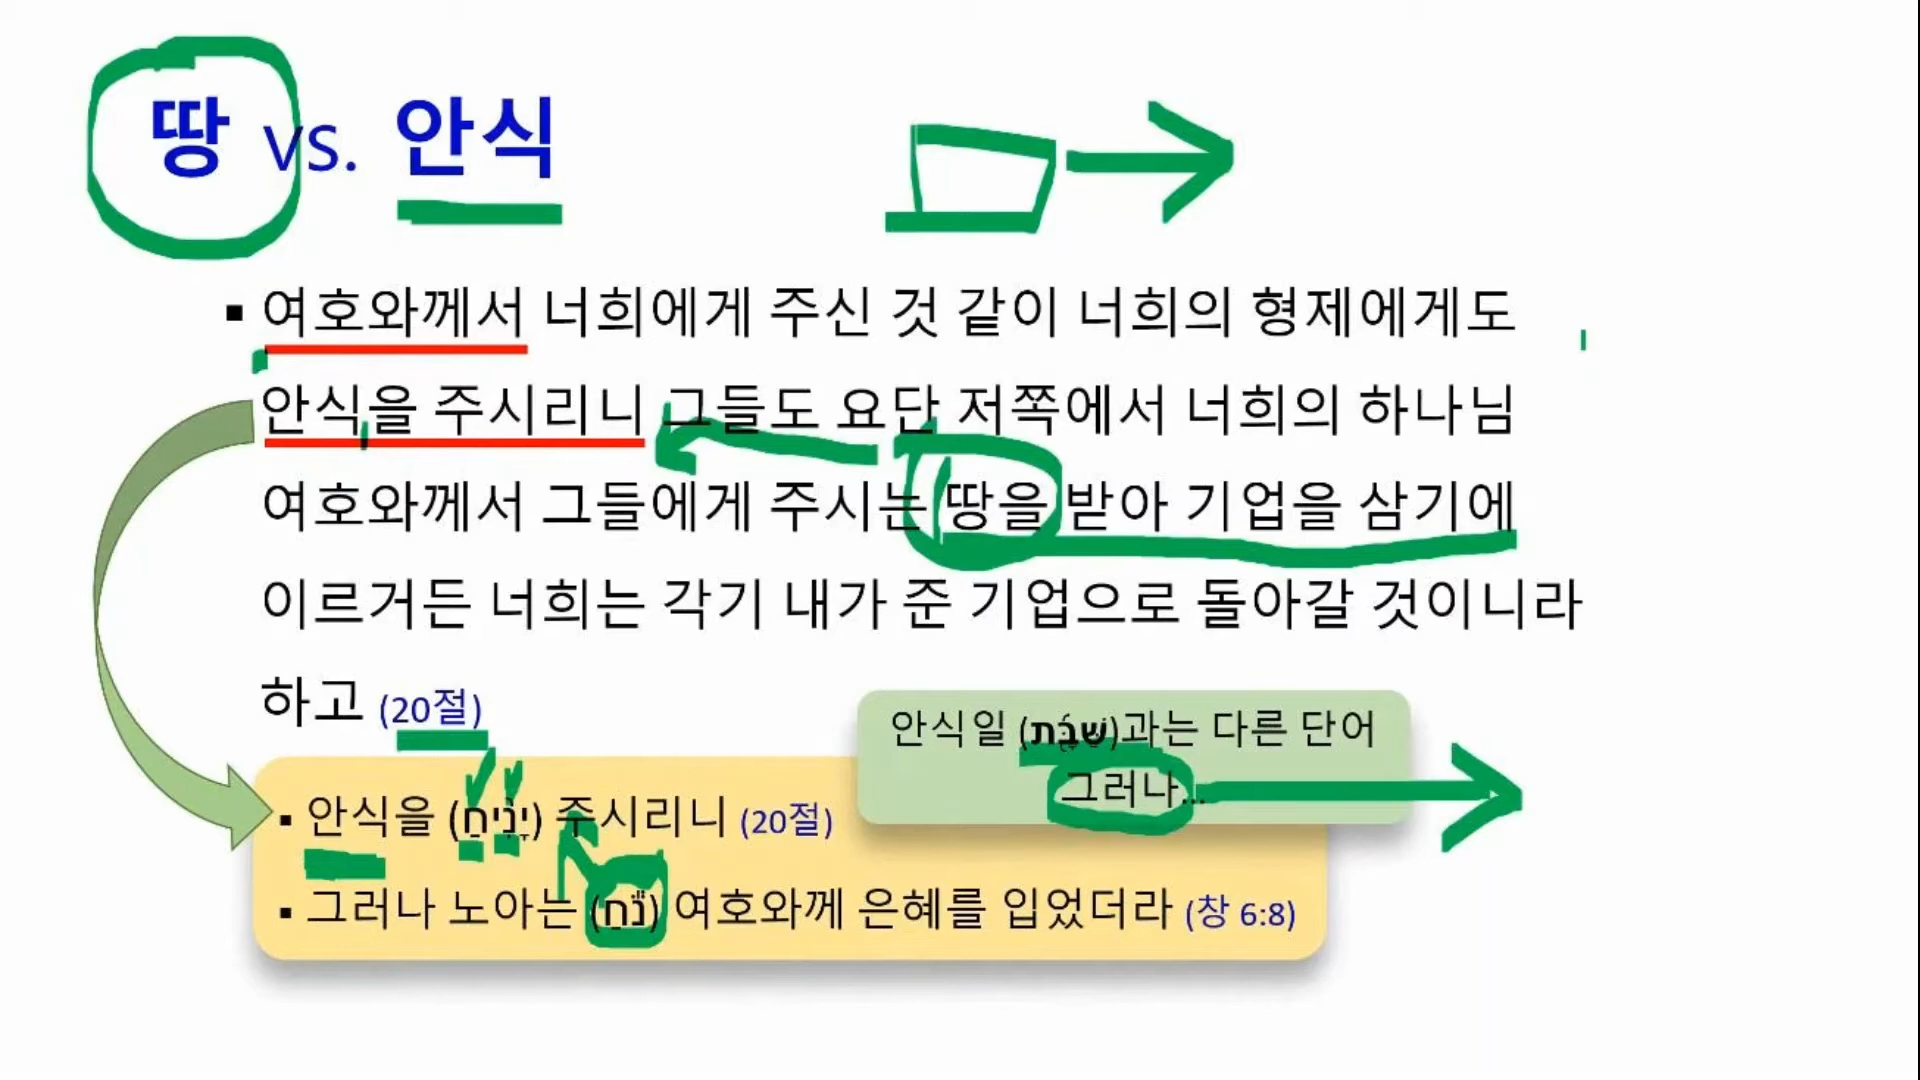 땅 vs. 안식
▪ 여호와께서 너희에게 주신 것 같이 너희의 형제에게도
안식을 주시리니 그들도 요단 저쪽에서 너희의 하나님
여호와께서 그들에게 주시는 땅을 받아 기업을 삼기에
이르거든 너희는 각기 내가 준 기업으로 돌아갈 것이니라
하고 (20절)
안식일 (שַׁבָּת)과는 다른 단어
그러나...
▪ 안식을 (יָנִיחַ) 주시리니 (20절)
▪ 그러나 노아는 (נֹחַ) 여호와께 은혜를 입었더라 (창 6:8)